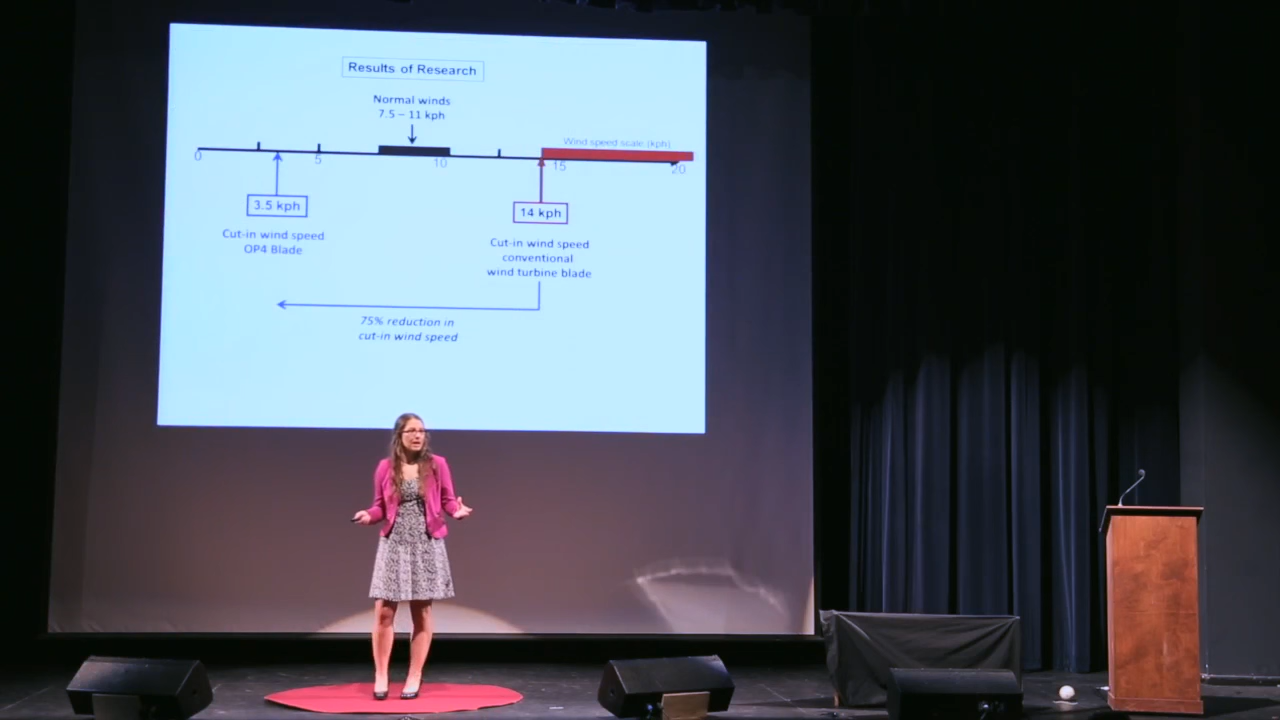 Results of Research
Normal winds
7.5 – 11 kph
Wind speed scale (kph)
0
5
10
15
20
3.5 kph
14 kph
Cut-in wind speed
OP4 Blade
Cut-in wind speed
conventional
wind turbine blade
75% reduction in
cut-in wind speed